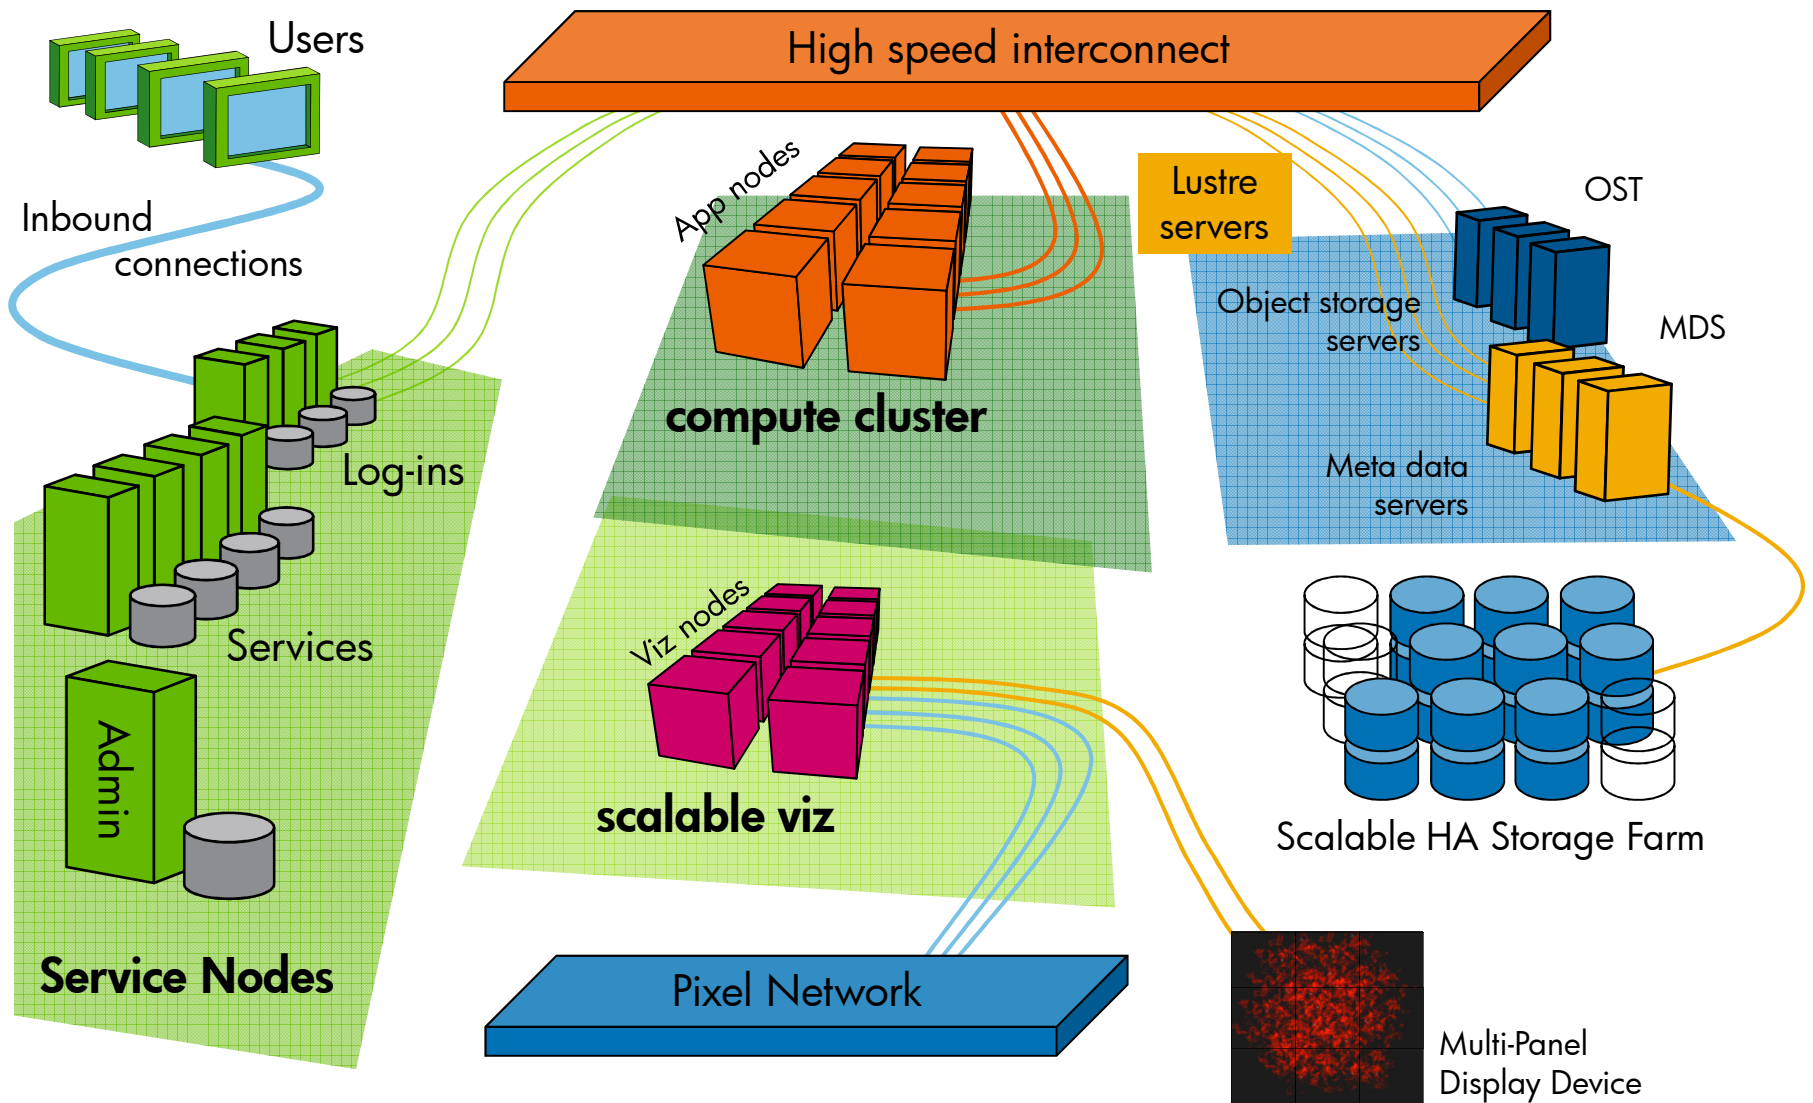 Users
High speed interconnect
Inbound
connections
App nodes
Lustre
servers
OST
Object storage
servers
MDS
compute cluster
Log-ins
Meta data
servers
Viz nodes
Services
Admin
scalable viz
Scalable HA Storage Farm
Service Nodes
Pixel Network
Multi-Panel
Display Device